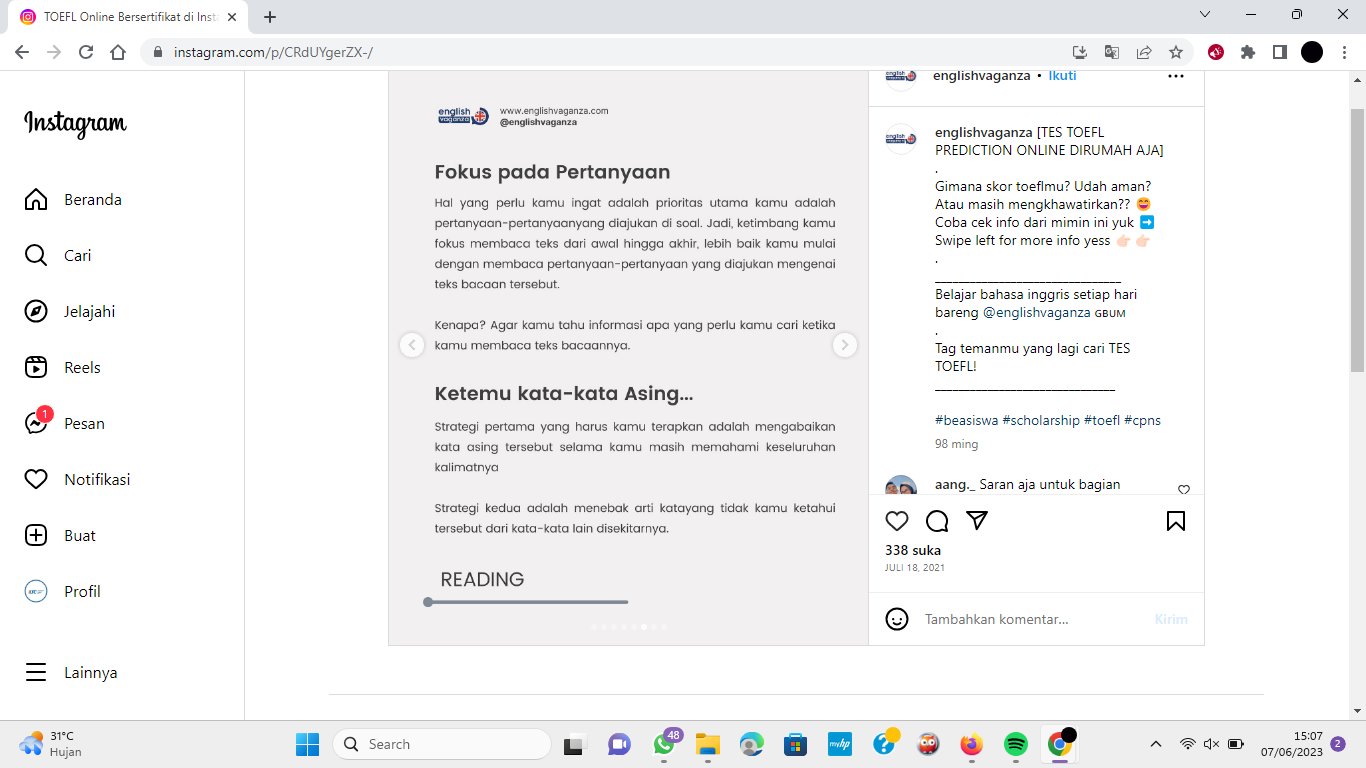 TOEFL Online Bersertifikat di Inst
instagram.com/p/CRdUYgerZX-/
Instagram
Beranda
Cari
Jelajahi
Reels
1
Pesan
Notifikasi
Buat
Profil
Lainnya
english
vaganza
www.englishvaganza.com
@englishvaganza
Fokus pada Pertanyaan
Hal yang perlu kamu ingat adalah prioritas utama kamu adalah
pertanyaan-pertanyaanyang diajukan di soal. Jadi, ketimbang kamu
fokus membaca teks dari awal hingga akhir, lebih baik kamu mulai
dengan membaca pertanyaan-pertanyaan yang diajukan mengenai
teks bacaan tersebut.
Kenapa? Agar kamu tahu informasi apa yang perlu kamu cari ketika
kamu membaca teks bacaannya.
Ketemu kata-kata Asing...
Strategi pertama yang harus kamu terapkan adalah mengabaikan
kata asing tersebut selama kamu masih memahami keseluruhan
kalimatnya
Strategi kedua adalah menebak arti katayang tidak kamu ketahui
tersebut dari kata-kata lain disekitarnya.
READING
englishvaganza • Ikuti
englishvaganza [TES TOEFL
PREDICTION ONLINE DIRUMAH AJA]
.
Gimana skor toeflmu? Udah aman?
Atau masih mengkhawatirkan?? 😅
Coba cek info dari mimin ini yuk ➡️
Swipe left for more info yess 👉🏻 👉🏻
.
________________________________
Belajar bahasa inggris setiap hari
bareng @englishvaganza ɢʙᴜᴍ
.
Tag temanmu yang lagi cari TES
TOEFL!
_______________________________
#beasiswa #scholarship #toefl #cpns
98 ming
aang._ Saran aja untuk bagian
338 suka
JULI 18, 2021
Tambahkan komentar...
Kirim
31°C
Hujan
Search
48
myhp
15:07
07/06/2023
2